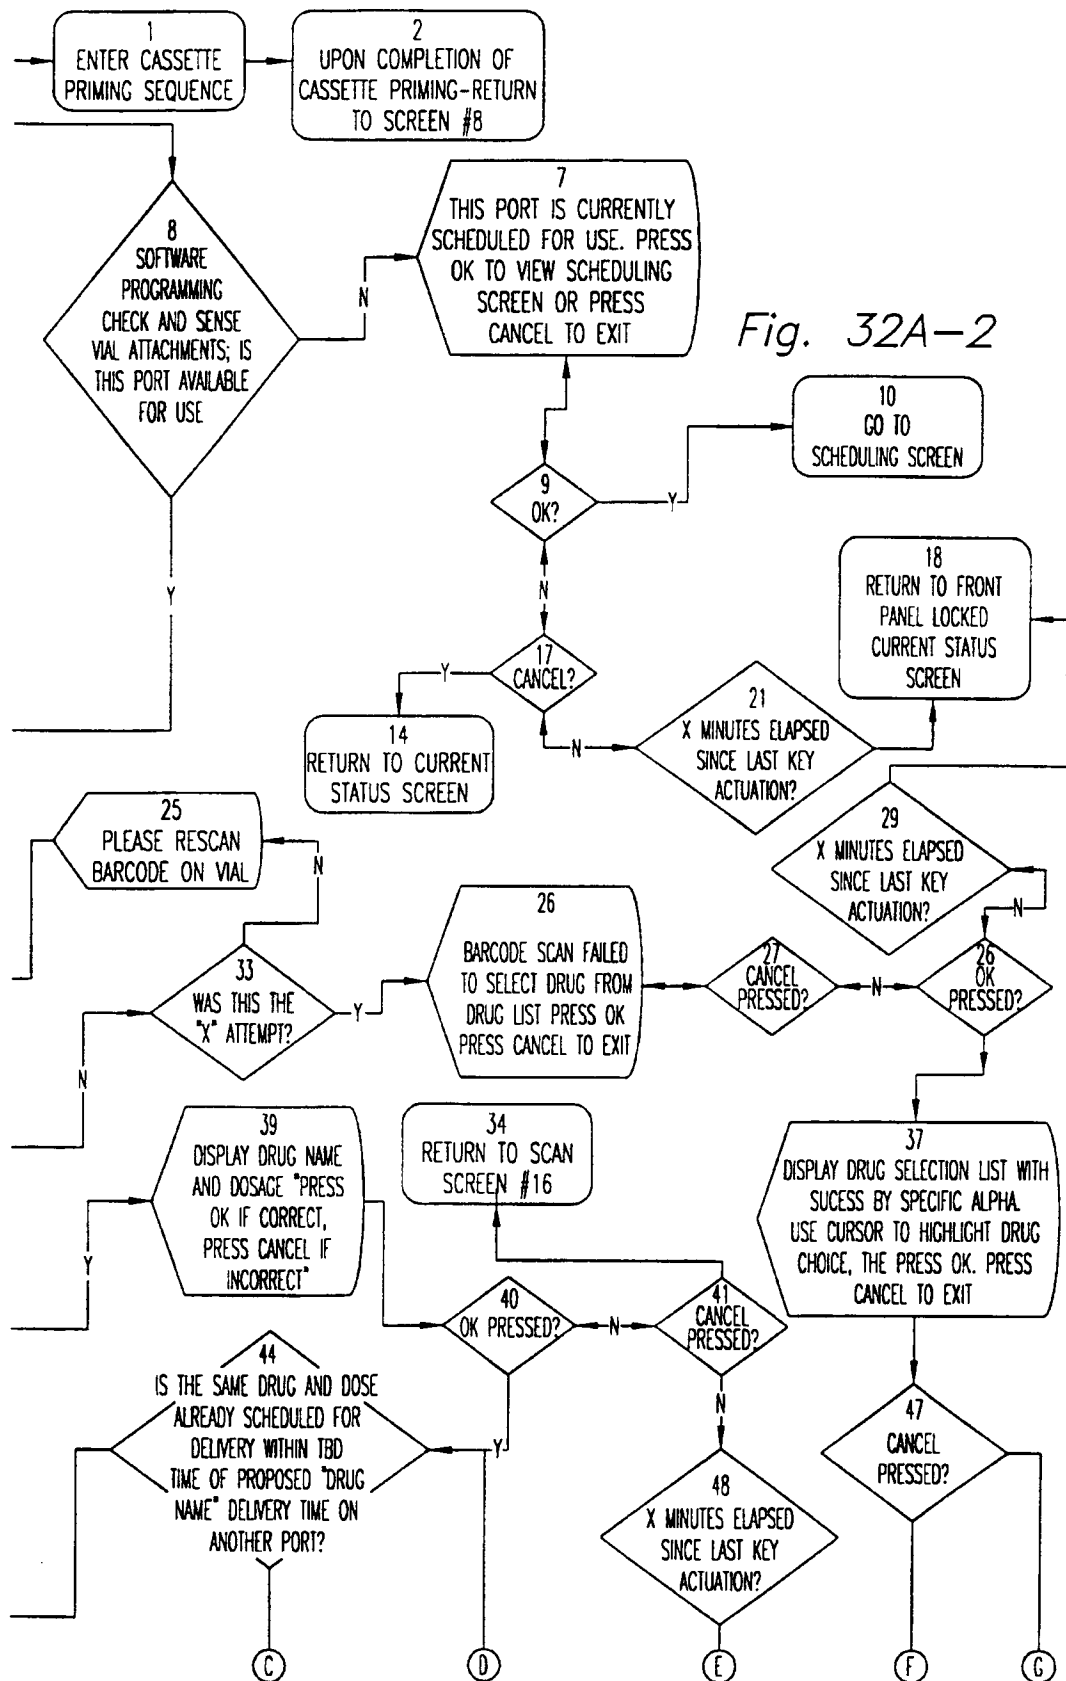 1
ENTER CASSETTE
PRIMING SEQUENCE
2
UPON COMPLETION OF
CASSETTE PRIMING-RETURN
TO SCREEN #8
8
SOFTWARE
PROGRAMMING
CHECK AND SENSE
VIAL ATTACHMENTS; IS
THIS PORT AVAILABLE
FOR USE
N
7
THIS PORT IS CURRENTLY
SCHEDULED FOR USE. PRESS
OK TO VIEW SCHEDULING
SCREEN OR PRESS
CANCEL TO EXIT
Fig. 32A-2
10
GO TO
SCHEDULING SCREEN
9
OK?
Y
N
Y
18
RETURN TO FRONT
PANEL LOCKED
CURRENT STATUS
SCREEN
17
CANCEL?
Y
N
14
RETURN TO CURRENT
STATUS SCREEN
21
X MINUTES ELAPSED
SINCE LAST KEY
ACTUATION?
25
PLEASE RESCAN
BARCODE ON VIAL
N
29
X MINUTES ELAPSED
SINCE LAST KEY
ACTUATION?
N
33
WAS THIS THE
"X" ATTEMPT?
Y
N
26
BARCODE SCAN FAILED
TO SELECT DRUG FROM
DRUG LIST PRESS OK
PRESS CANCEL TO EXIT
27
CANCEL
PRESSED?
N
26
OK
PRESSED?
39
DISPLAY DRUG NAME
AND DOSAGE "PRESS
OK IF CORRECT,
PRESS CANCEL IF
INCORRECT"
Y
34
RETURN TO SCAN
SCREEN #16
37
DISPLAY DRUG SELECTION LIST WITH
SUCESS BY SPECIFIC ALPHA.
USE CURSOR TO HIGHLIGHT DRUG
CHOICE, THE PRESS OK. PRESS
CANCEL TO EXIT
40
OK PRESSED?
N
41
CANCEL
PRESSED?
Y
N
44
IS THE SAME DRUG AND DOSE
ALREADY SCHEDULED FOR
DELIVERY WITHIN TBD
TIME OF PROPOSED "DRUG
NAME" DELIVERY TIME ON
ANOTHER PORT?
48
X MINUTES ELAPSED
SINCE LAST KEY
ACTUATION?
47
CANCEL
PRESSED?
C
D
E
F
G